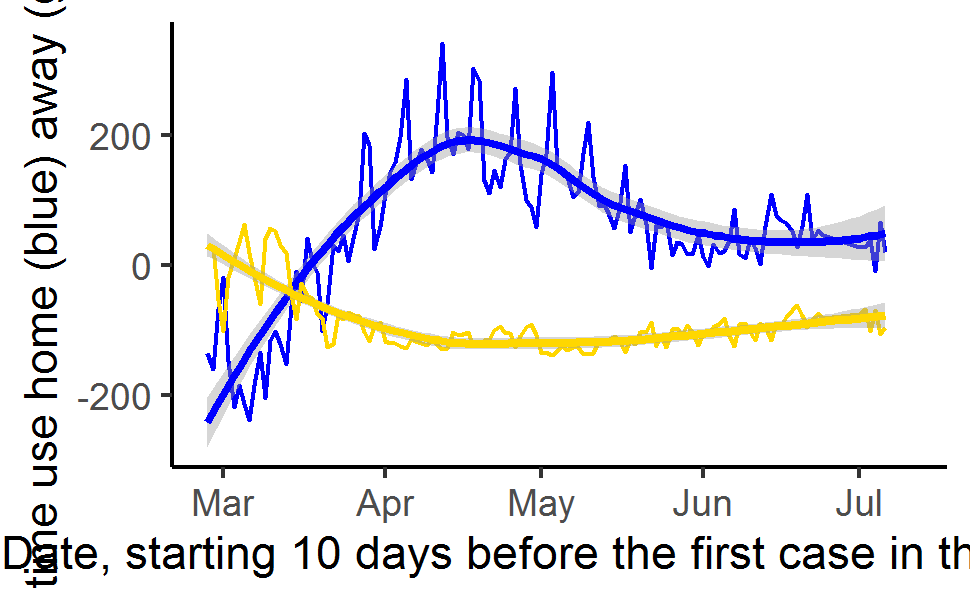 time use home (blue) away (
200
0
-200
Mar Apr May Jun Jul
Date, starting 10 days before the first case in th